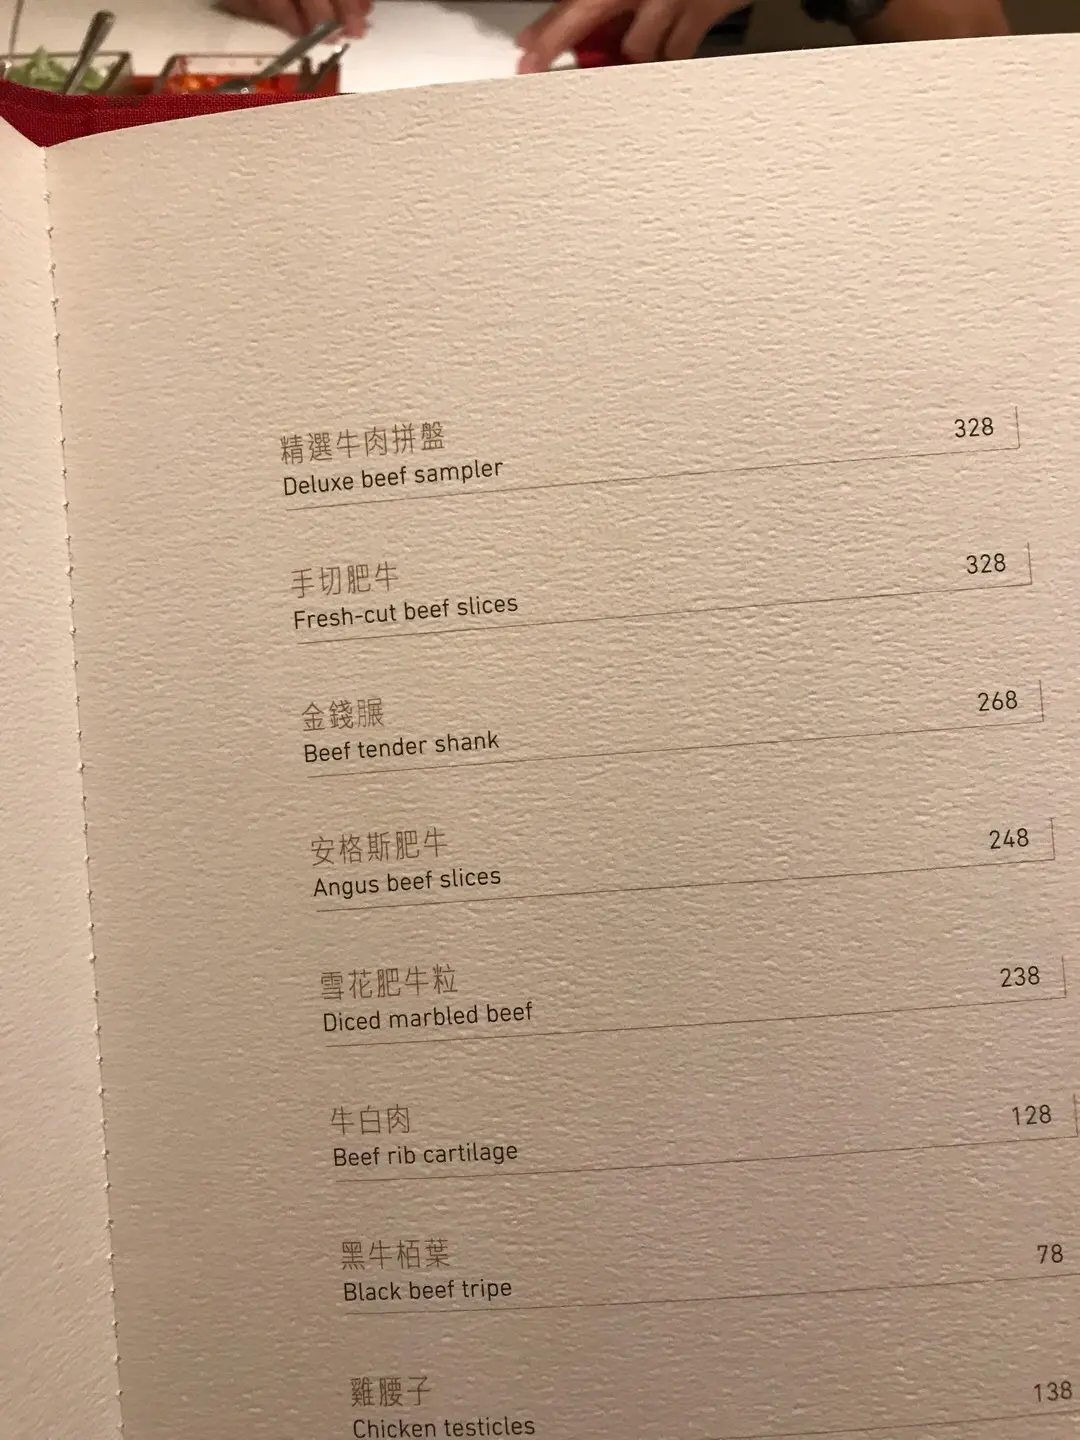 精選牛肉拼盤
Deluxe beef sampler 328
手切肥牛
Fresh-cut beef slices 328
金錢𦟌
Beef tender shank 268
安格斯肥牛
Angus beef slices 248
雪花肥牛粒
Diced marbled beef 238
牛白肉
Beef rib cartilage 128
黑牛栢葉
Black beef tripe 78
雞腰子
Chicken testicles 138